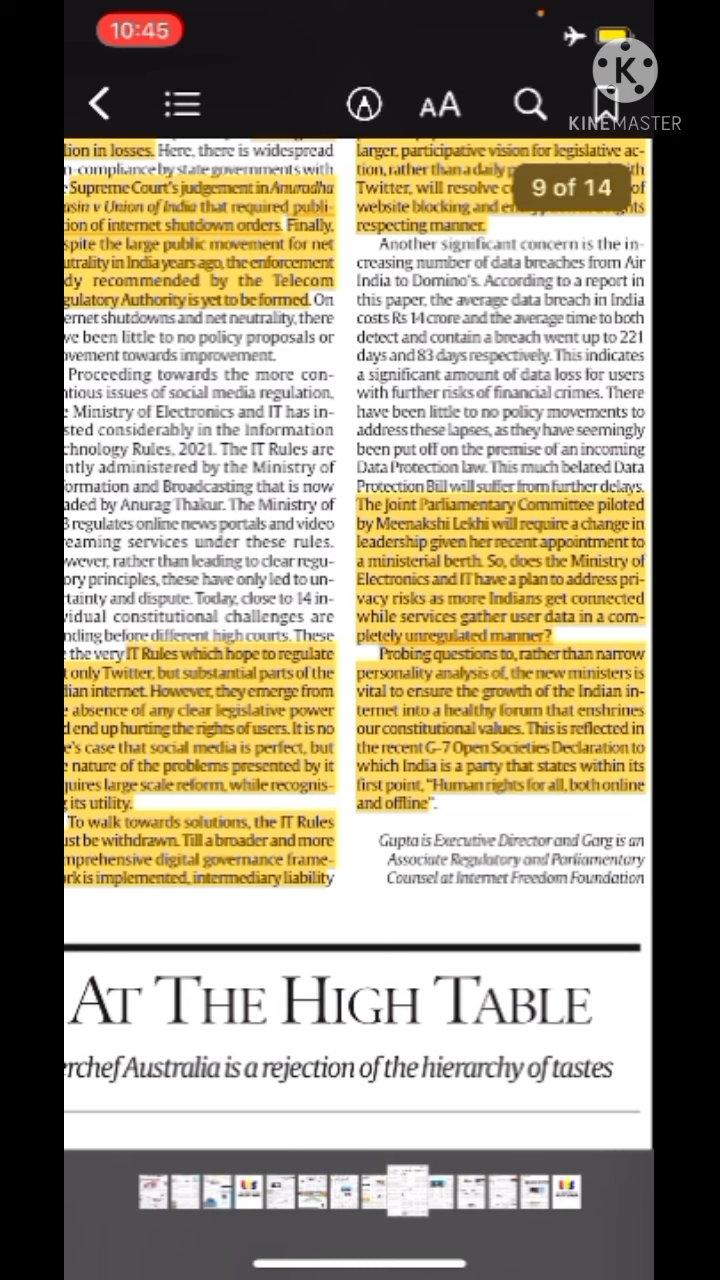 10:45
AA
K
KINEMASTER
9 of 14
lion in losses. Here, there is widespread
n-compliance by state governments with
Supreme Court's judgement in Anuradha
asin v Union of India that required publi-
tion of internet shutdown orders. Finally,
spite the large public movement for net
utrality in India years ago, the enforcement
dy recommended by the Telecom
gulatory Authority is yet to be formed. On
ernet shutdowns and net neutrality, there
ve been little to no policy proposals or
ovement towards improvement.
Proceeding towards the more con-
ntious issues of social media regulation,
e Ministry of Electronics and IT has in-
sted considerably in the Information
chnology Rules, 2021. The IT Rules are
ntly administered by the Ministry of
formation and Broadcasting that is now
aded by Anurag Thakur. The Ministry of
B regulates online news portals and video
reaming services under these rules.
wever, rather than leading to clear regu-
ory principles, these have only led to un-
rtainty and dispute. Today, close to 14 in-
vidual constitutional challenges are
nding before different high courts. These
e the very IT Rules which hope to regulate
t only Twitter, but substantial parts of the
dian internet. However, they emerge from
e absence of any clear legislative power
d end up hurting the rights of users. It is no
e's case that social media is perfect, but
e nature of the problems presented by it
quires large scale reform, while recognis-
g its utility.
To walk towards solutions, the IT Rules
ust be withdrawn. Till a broader and more
mprehensive digital governance frame-
ork is implemented, intermediary liability
larger, participative vision for legislative ac-
tion, rather than a daily
Twitter, will resolve of
website blocking and
respecting manner.
Another significant concern is the in-
creasing number of data breaches from Air
India to Domino's. According to a report in
this paper, the average data breach in India
costs Rs 14 crore and the average time to both
detect and contain a breach went up to 221
days and 83 days respectively. This indicates
a significant amount of data loss for users
with further risks of financial crimes. There
have been little to no policy movements to
address these lapses, as they have seemingly
been put off on the premise of an incoming
Data Protection law. This much belated Data
Protection Bill will suffer from further delays.
The Joint Parliamentary Committee piloted
by Meenakshi Lekhi will require a change in
leadership given her recent appointment to
a ministerial berth. So, does the Ministry of
Electronics and IT have a plan to address pri-
vacy risks as more Indians get connected
while services gather user data in a com-
pletely unregulated manner?
Probing questions to, rather than narrow
personality analysis of, the new ministers is
vital to ensure the growth of the Indian in-
ternet into a healthy forum that enshrines
our constitutional values. This is reflected in
the recent G-7 Open Societies Declaration to
which India is a party that states within its
first point, "Human rights for all, both online
and offline".
Gupta is Executive Director and Garg is an
Associate Regulatory and Parliamentary
Counsel at Internet Freedom Foundation
AT THE HIGH TABLE
erchef Australia is a rejection of the hierarchy of tastes